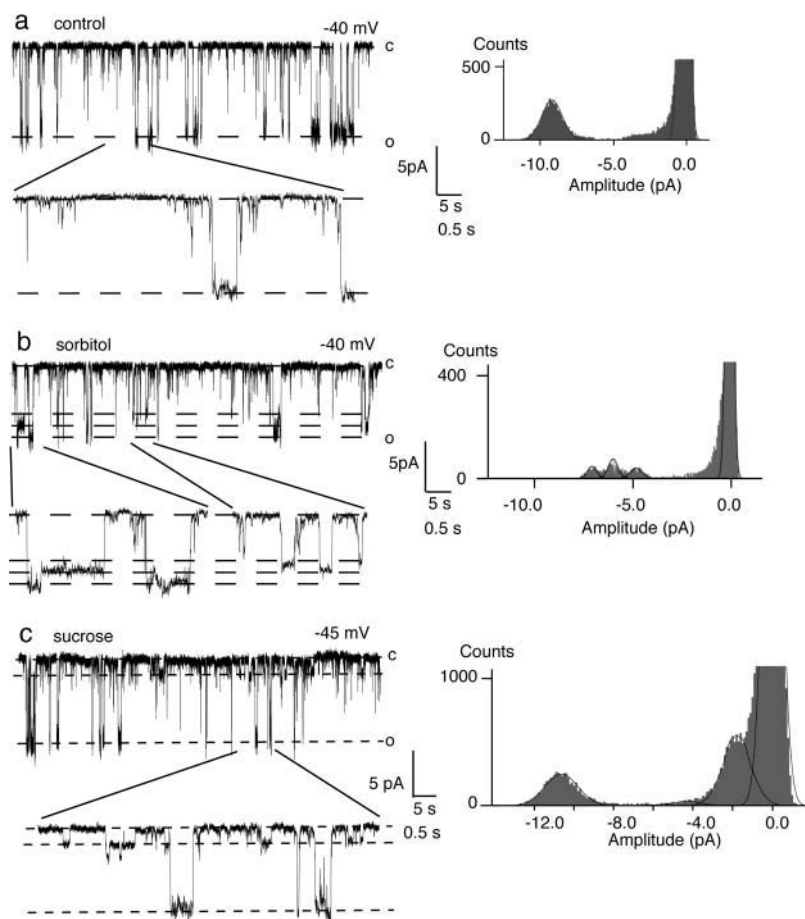 a control -40 mV
c
o
5pA
5 s
0.5 s
Counts
500
0
-10.0 -5.0 0.0
Amplitude (pA)
b sorbitol -40 mV
c
o
5pA
5 s
0.5 s
Counts
400
0
-10.0 -5.0 0.0
Amplitude (pA)
c sucrose -45 mV
c
o
5 pA
5 s
0.5 s
Counts
1000
0
-12.0 -8.0 -4.0 0.0
Amplitude (pA)